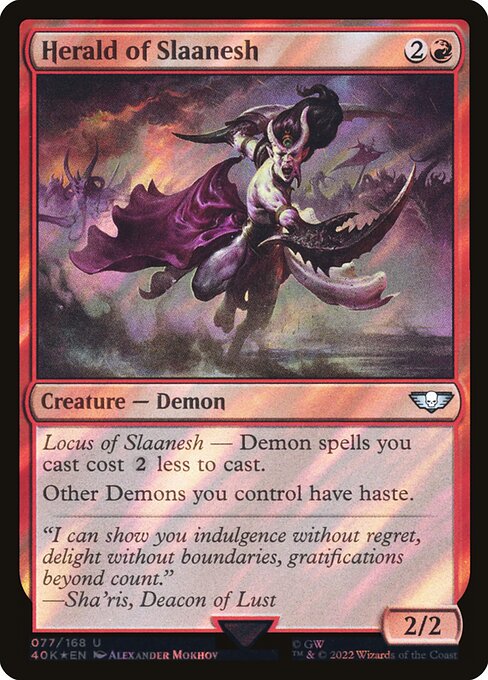 Herald of Slaanesh 2
Creature — Demon
Locus of Slaanesh — Demon spells you
cast cost 2 less to cast.
Other Demons you control have haste.
“I can show you indulgence without regret,
delight without boundaries, gratifications
beyond count.”
—Sha’ris, Deacon of Lust
2/2
077/168 U
40K★EN Alexander Mokhov
© GW
™ & © 2022 Wizards of the Coast